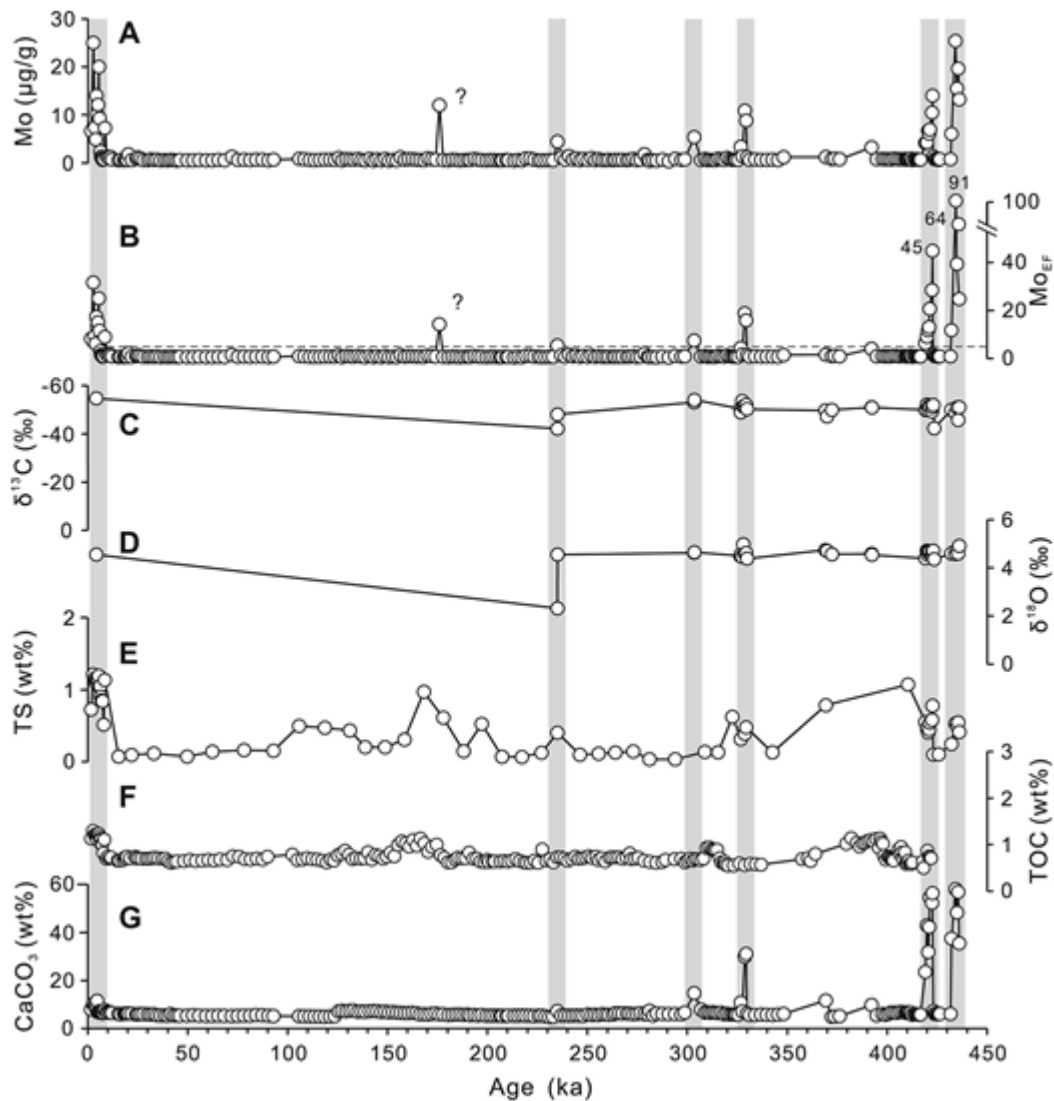 A
Mo (µg/g)
30
20
10
0
?
B
Mo_EF
100
40
20
0
91
64
45
?
C
δ¹³C (‰)
-60
-40
-20
0
D
δ¹⁸O (‰)
6
4
2
0
E
TS (wt%)
2
1
0
F
TOC (wt%)
3
2
1
0
G
CaCO₃ (wt%)
60
40
20
0
0 50 100 150 200 250 300 350 400 450
Age (ka)